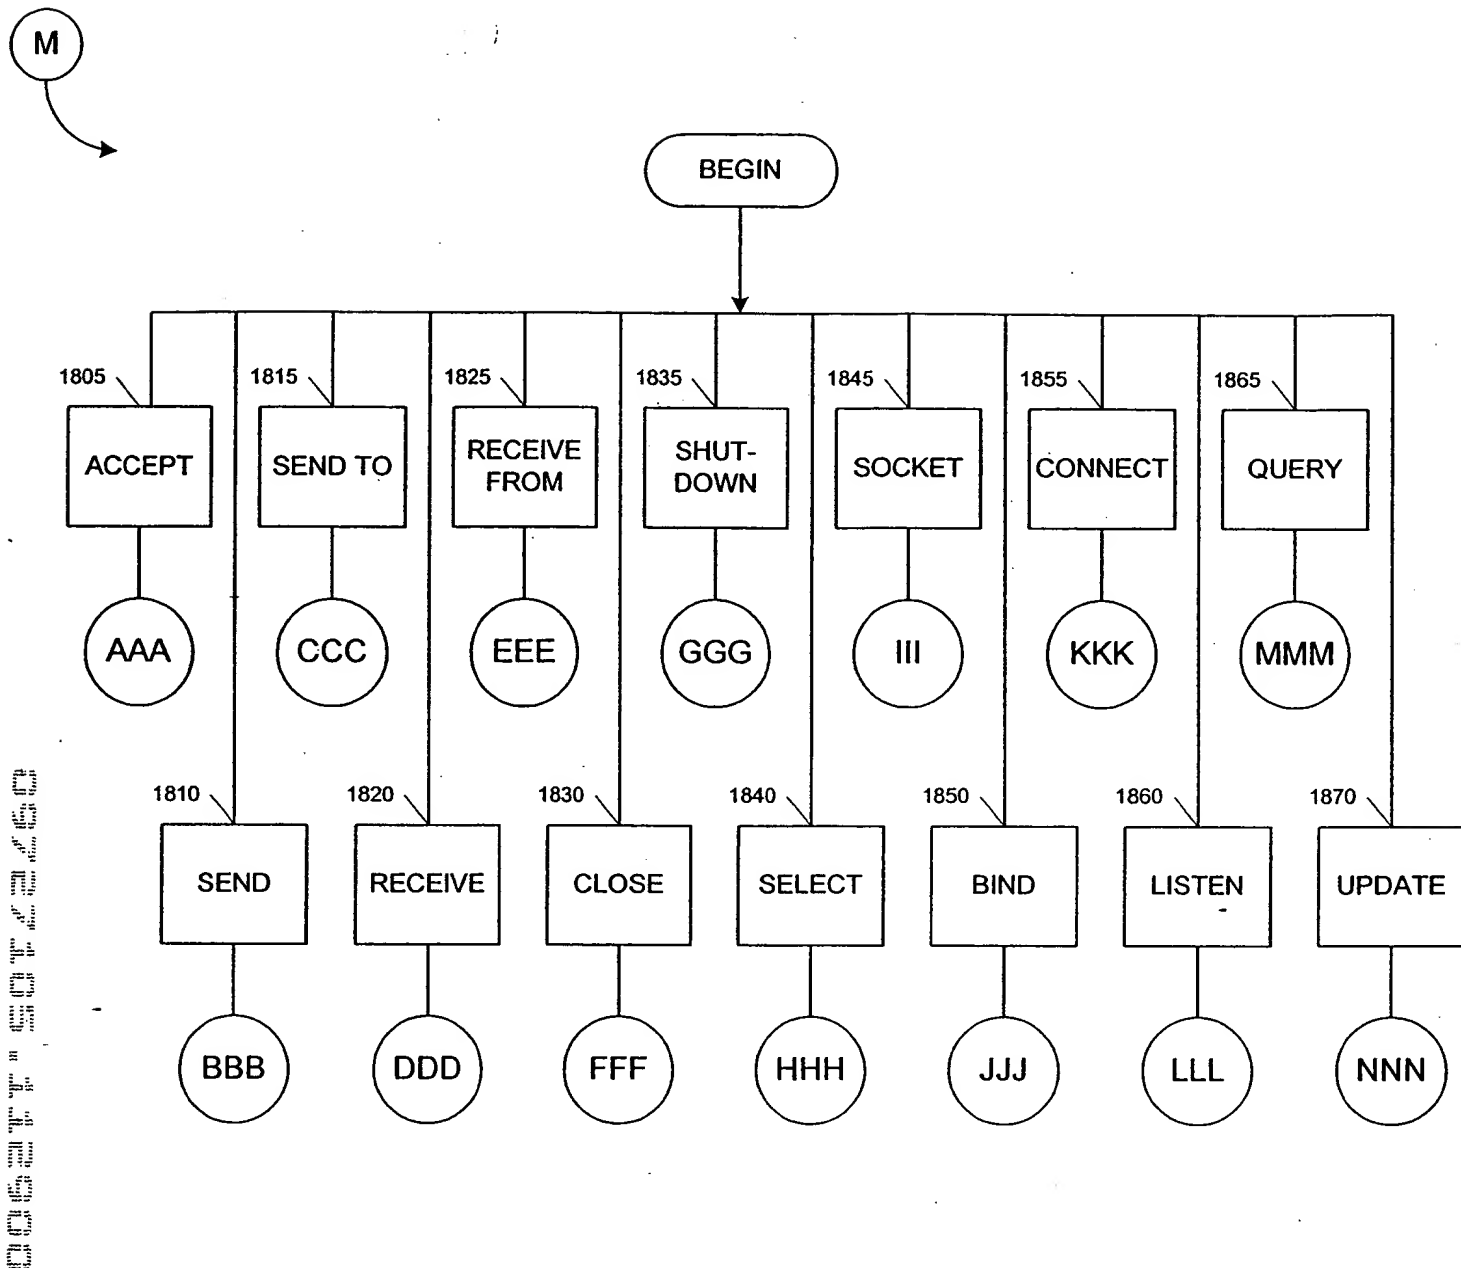 M
BEGIN
1805
1815
1825
1835
1845
1855
1865
ACCEPT
SEND TO
RECEIVE
FROM
SHUT-
DOWN
SOCKET
CONNECT
QUERY
AAA
CCC
EEE
GGG
III
KKK
MMM
1810
1820
1830
1840
1850
1860
1870
SEND
RECEIVE
CLOSE
SELECT
BIND
LISTEN
UPDATE
BBB
DDD
FFF
HHH
JJJ
LLL
NNN